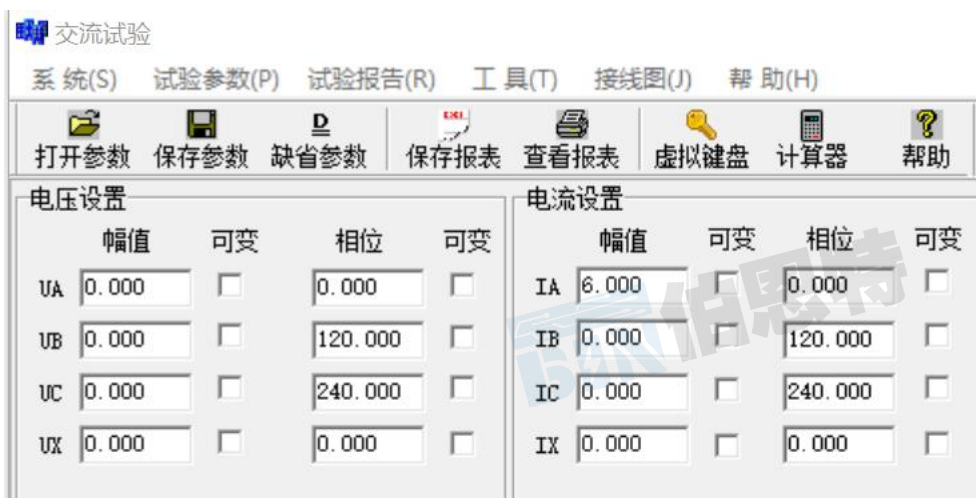 交流试验
系 统(S) 试验参数(P) 试验报告(R) 工 具(T) 接线图(J) 帮 助(H)
打开参数 保存参数 缺省参数 保存报表 查看报表 虚拟键盘 计算器 帮助
电压设置 电流设置
幅值 可变 相位 可变 幅值 可变 相位 可变
UA 0.000 0.000 IA 6.000 0.000
UB 0.000 120.000 IB 0.000 120.000
UC 0.000 240.000 IC 0.000 240.000
UX 0.000 0.000 IX 0.000 0.000
伯恩特